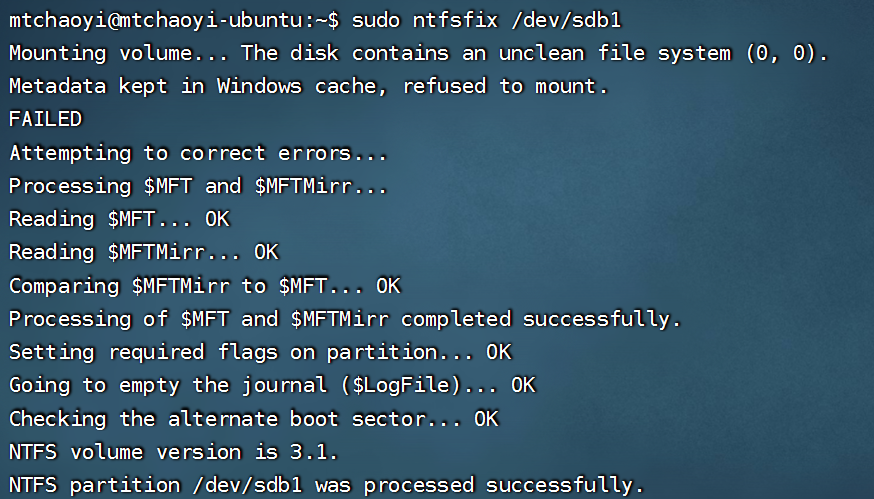 mtchaoyi@mtchaoyi-ubuntu:~$ sudo ntfsfix /dev/sdb1
Mounting volume... The disk contains an unclean file system (0, 0).
Metadata kept in Windows cache, refused to mount.
FAILED
Attempting to correct errors...
Processing $MFT and $MFTMirr...
Reading $MFT... OK
Reading $MFTMirr... OK
Comparing $MFTMirr to $MFT... OK
Processing of $MFT and $MFTMirr completed successfully.
Setting required flags on partition... OK
Going to empty the journal ($LogFile)... OK
Checking the alternate boot sector... OK
NTFS volume version is 3.1.
NTFS partition /dev/sdb1 was processed successfully.